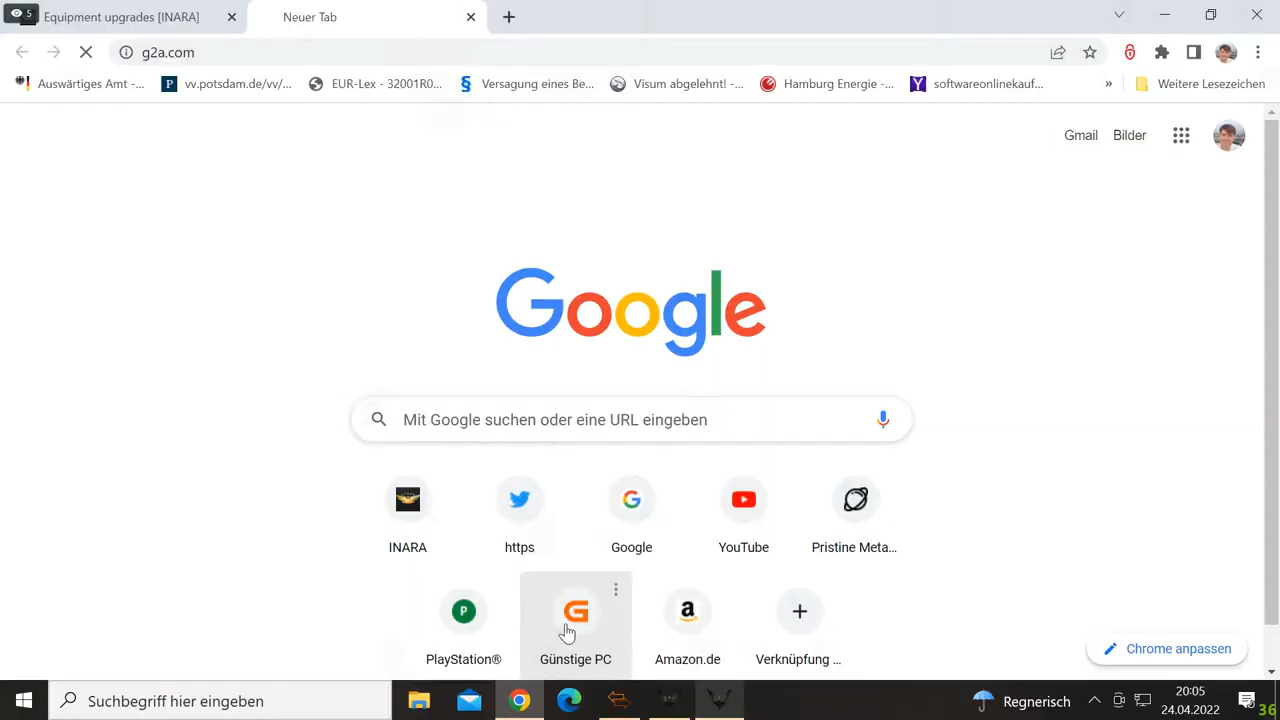 5
Equipment upgrades [INARA]
Neuer Tab
g2a.com
Auswärtiges Amt -...
P vv.potsdam.de/vv/...
EUR-Lex - 32001R0...
§ Versagung eines Be...
Visum abgelehnt! -...
Hamburg Energie -...
Y softwareonlinekauf...
»
Weitere Lesezeichen
Gmail Bilder
Google
Mit Google suchen oder eine URL eingeben
INARA
https
Google
YouTube
Pristine Meta...
P
PlayStation®
Günstige PC
Amazon.de
Verknüpfung ...
Chrome anpassen
Suchbegriff hier eingeben
Regnerisch
20:05
24.04.2022
36